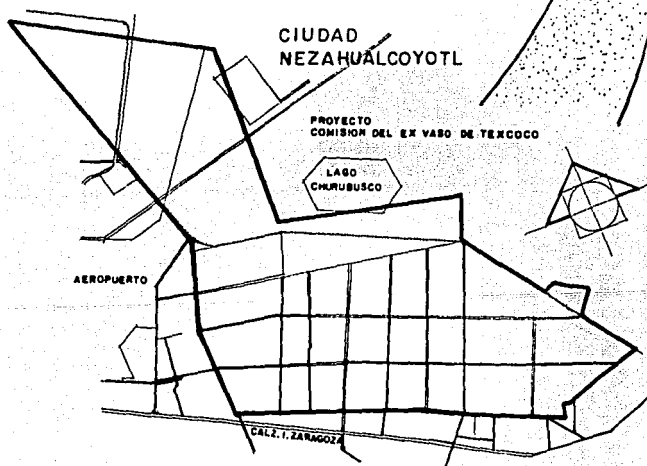 CIUDAD
NEZAHUALCOYOTL
PROYECTO
COMISION DEL EX VASO DE TEXCOCO
LAGO
CHURUBUSCO
AEROPUERTO
CALZ. I. ZARAGOZA